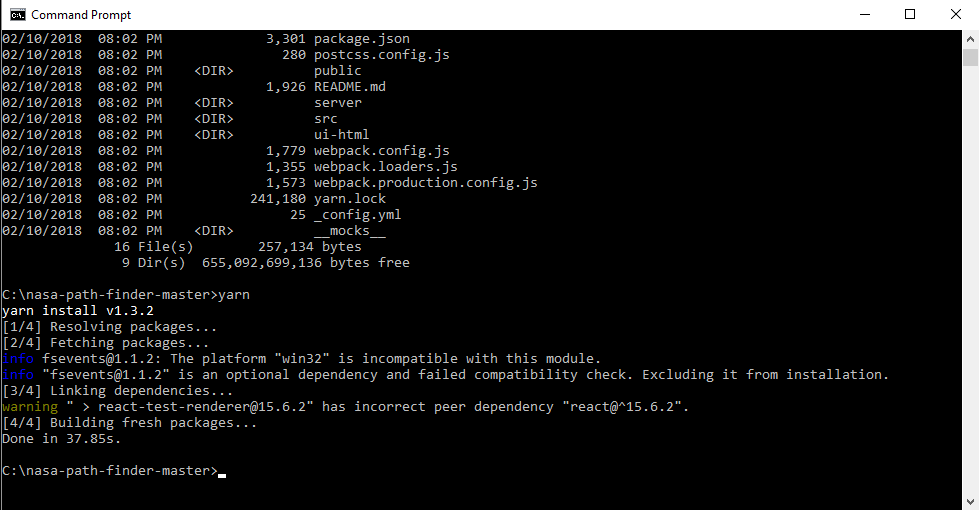 Command Prompt
02/10/2018  08:02 PM             3,301 package.json
02/10/2018  08:02 PM               280 postcss.config.js
02/10/2018  08:02 PM    <DIR>          public
02/10/2018  08:02 PM             1,926 README.md
02/10/2018  08:02 PM    <DIR>          server
02/10/2018  08:02 PM    <DIR>          src
02/10/2018  08:02 PM    <DIR>          ui-html
02/10/2018  08:02 PM             1,779 webpack.config.js
02/10/2018  08:02 PM             1,355 webpack.loaders.js
02/10/2018  08:02 PM             1,573 webpack.production.config.js
02/10/2018  08:02 PM           241,180 yarn.lock
02/10/2018  08:02 PM                25 _config.yml
02/10/2018  08:02 PM    <DIR>          __mocks__
              16 File(s)        257,134 bytes
               9 Dir(s)  655,092,699,136 bytes free
C:\nasa-path-finder-master>yarn
yarn install v1.3.2
[1/4] Resolving packages...
[2/4] Fetching packages...
info fsevents@1.1.2: The platform "win32" is incompatible with this module.
info "fsevents@1.1.2" is an optional dependency and failed compatibility check. Excluding it from installation.
[3/4] Linking dependencies...
warning " > react-test-renderer@15.6.2" has incorrect peer dependency "react@^15.6.2".
[4/4] Building fresh packages...
Done in 37.85s.
C:\nasa-path-finder-master>